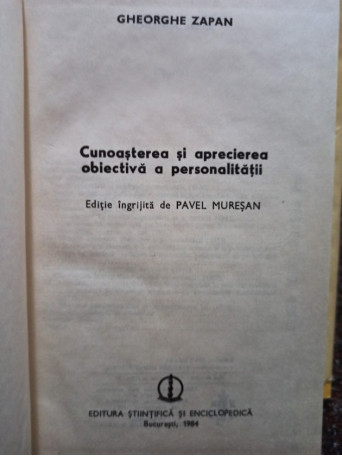 GHEORGHE ZAPAN
Cunoașterea și aprecierea
obiectivă a personalității
Ediție îngrijită de PAVEL MUREȘAN
EDITURA ȘTIINȚIFICĂ ȘI ENCICLOPEDICĂ
București, 1984